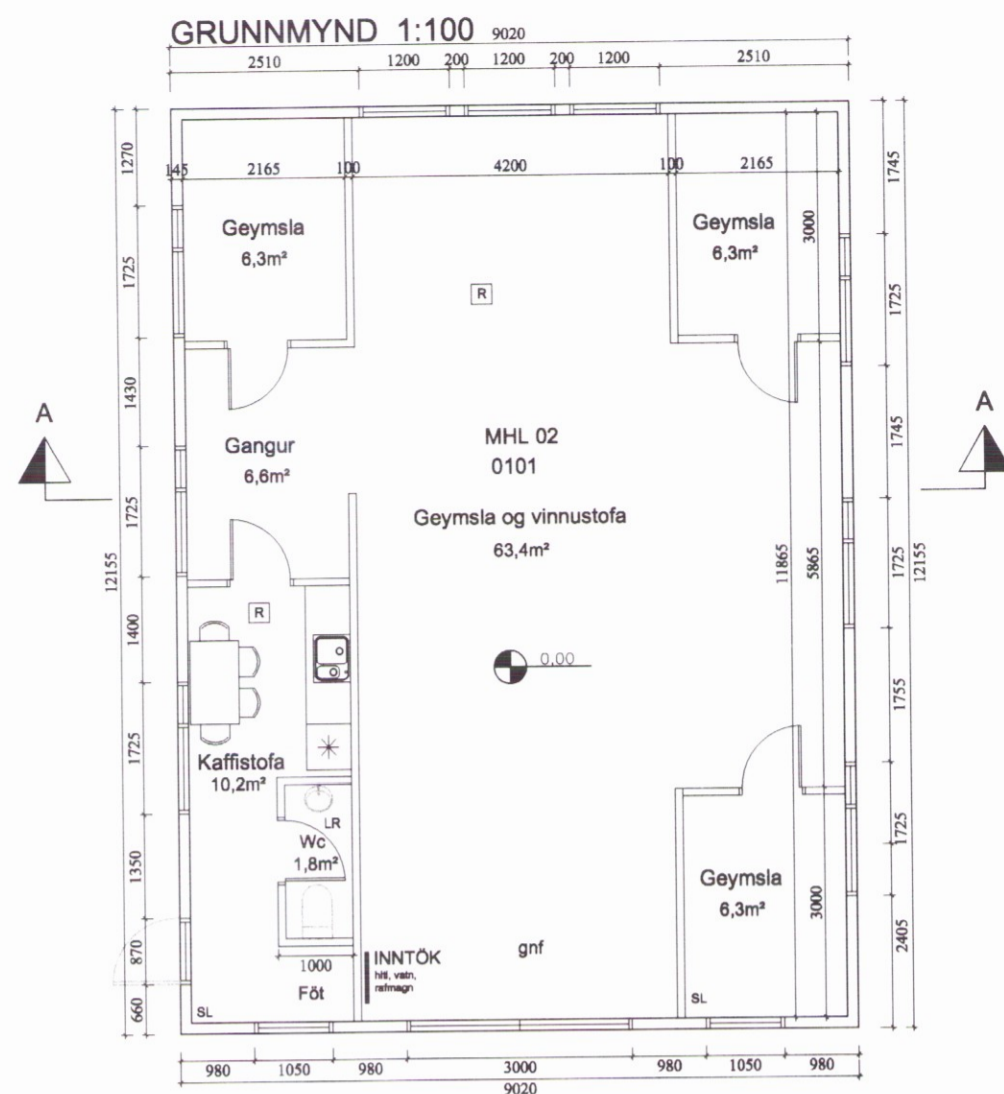 GRUNNMYND 1:100
9020
2510 1200 200 1200 200 1200 2510
145 2165 100 4200 100 2165
Geymsla
6,3m²
Geymsla
6,3m²
3000
R
1270
1725
1430
1725
1400
1725
1350
870
660
12155
1745
1725
1745
1725
1755
1725
2405
12155
A
A
Gangur
6,6m²
MHL 02
0101
Geymsla og vinnustofa
63,4m²
11865
5865
R
0,00
Kaffistofa
10,2m²
LR
Wc
1,8m²
Geymsla
6,3m²
3000
1000
INNTÖK
hiti, vatn,
rafmagn
gnf
Föt
SL
SL
980 1050 980 3000 980 1050 980
9020